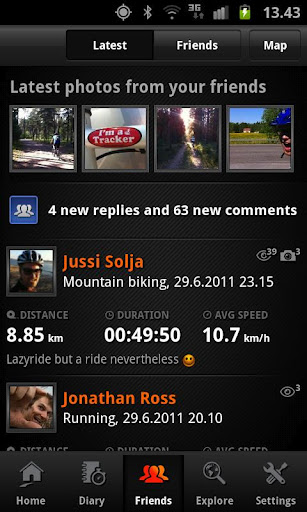 3G
13.43
Latest Friends Map
Latest photos from your friends
I'm a
Tracker
4 new replies and 63 new comments
Jussi Solja 39 3
Mountain biking, 29.6.2011 23.15
DISTANCE DURATION AVG SPEED
8.85 km 00:49:50 10.7 km/h
Lazyride but a ride nevertheless
Jonathan Ross 8
Running, 29.6.2011 20.10
DISTANCE DURATION AVG SPEED
Home Diary Friends Explore Settings